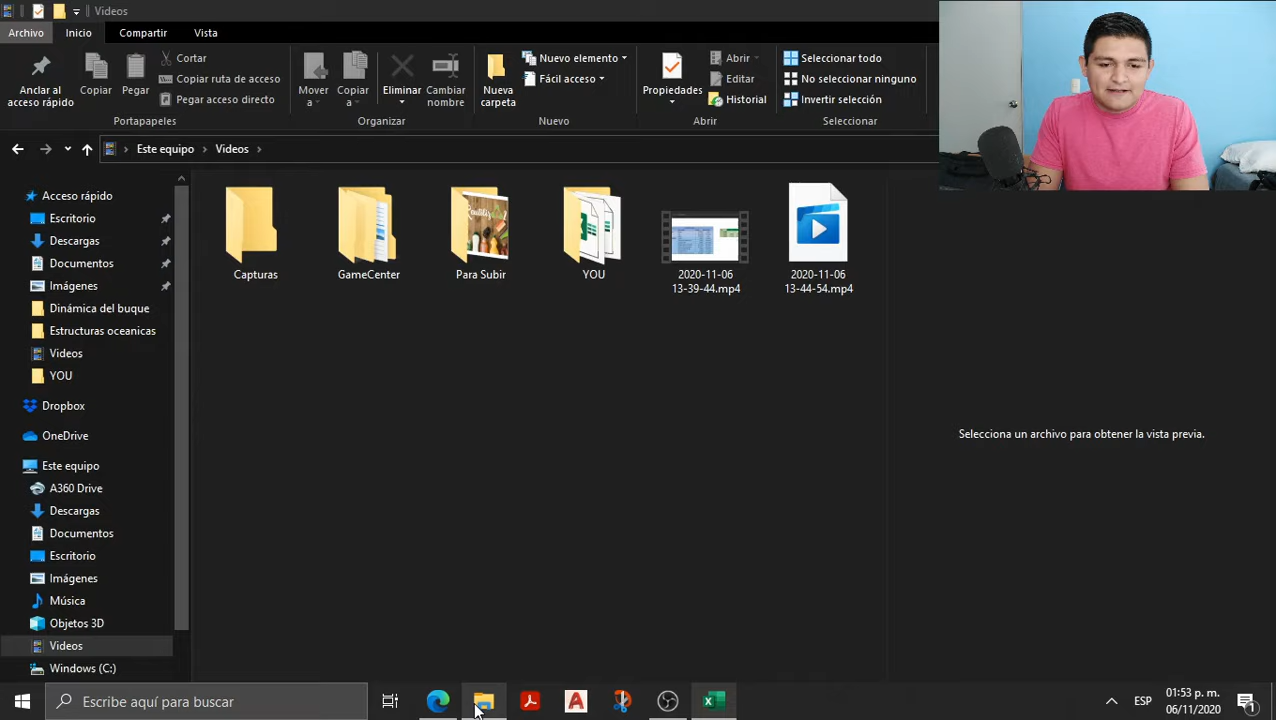 Videos
Archivo Inicio Compartir Vista
Anclar al acceso rápido
Copiar
Pegar
Cortar
Copiar ruta de acceso
Pegar acceso directo
Portapapeles
Mover a
Copiar a
Eliminar
Cambiar nombre
Organizar
Nueva carpeta
Nuevo elemento
Fácil acceso
Nuevo
Propiedades
Abrir
Editar
Historial
Abrir
Seleccionar todo
No seleccionar ninguno
Invertir selección
Seleccionar
Este equipo > Videos >
Acceso rápido
Escritorio
Descargas
Documentos
Imágenes
Dinámica del buque
Estructuras oceanicas
Videos
YOU
Dropbox
OneDrive
Este equipo
A360 Drive
Descargas
Documentos
Escritorio
Imágenes
Música
Objetos 3D
Videos
Windows (C:)
Capturas
GameCenter
Para Subir
YOU
2020-11-06
13-39-44.mp4
2020-11-06
13-44-54.mp4
Selecciona un archivo para obtener la vista previa.
Escribe aquí para buscar
ESP
01:53 p. m.
06/11/2020
1